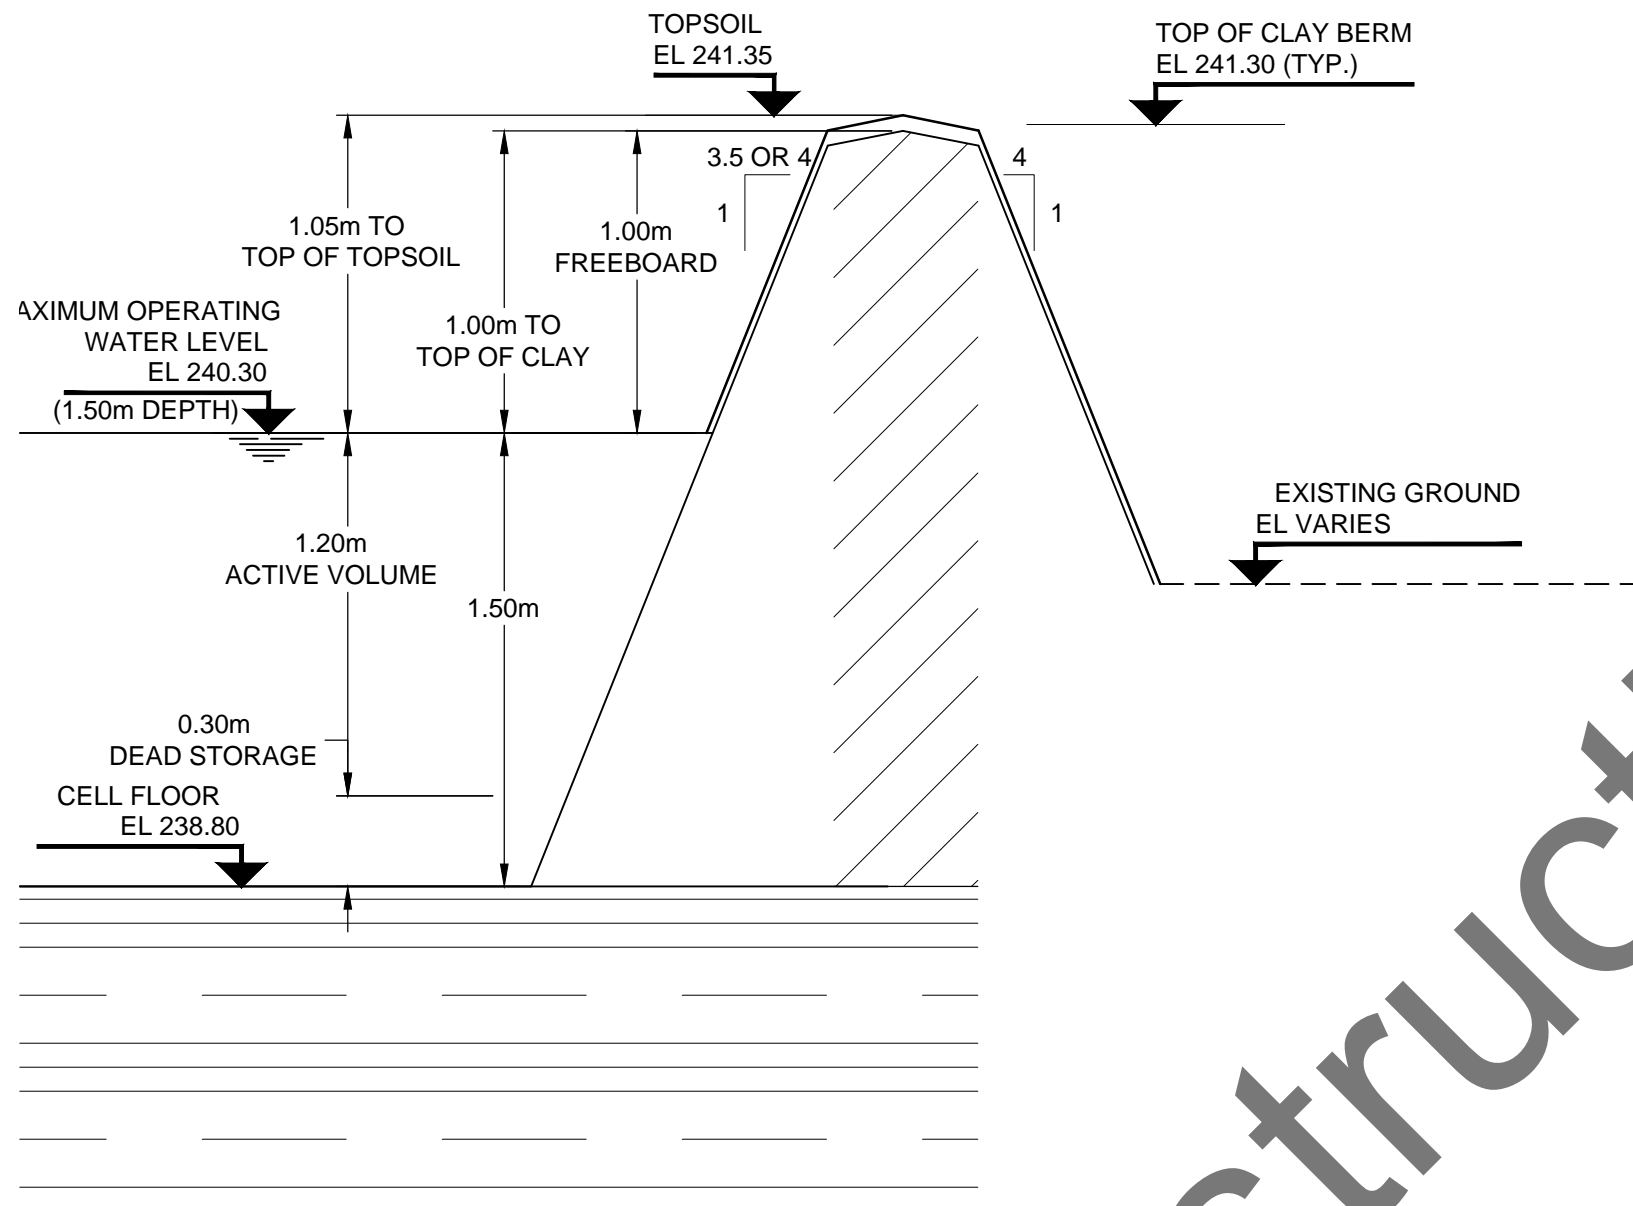 TOPSOIL
EL 241.35
TOP OF CLAY BERM
EL 241.30 (TYP.)
3.5 OR 4
1
4
1
1.05m TO
TOP OF TOPSOIL
1.00m
FREEBOARD
AXIMUM OPERATING
WATER LEVEL
EL 240.30
(1.50m DEPTH)
1.00m TO
TOP OF CLAY
EXISTING GROUND
EL VARIES
1.20m
ACTIVE VOLUME
1.50m
0.30m
DEAD STORAGE
CELL FLOOR
EL 238.80
struct